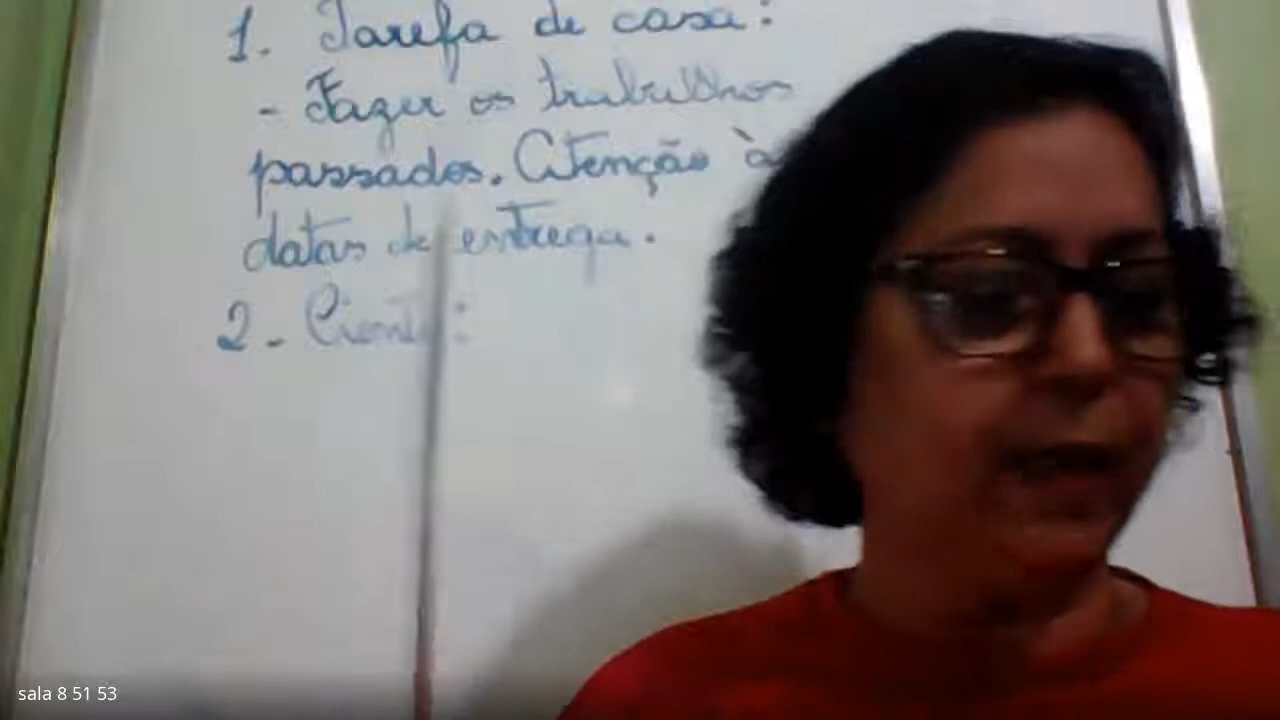 1. Tarefa de casa:
- Fazer os trabalhos
passados. Atenção às
datas de entrega.
2. Ciente:
sala 8 51 53